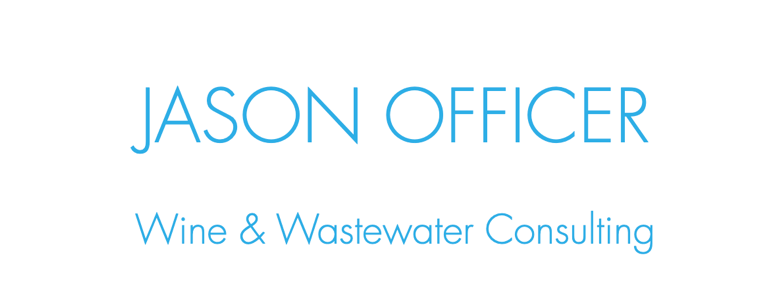 JASON OFFICER
Wine & Wastewater Consulting